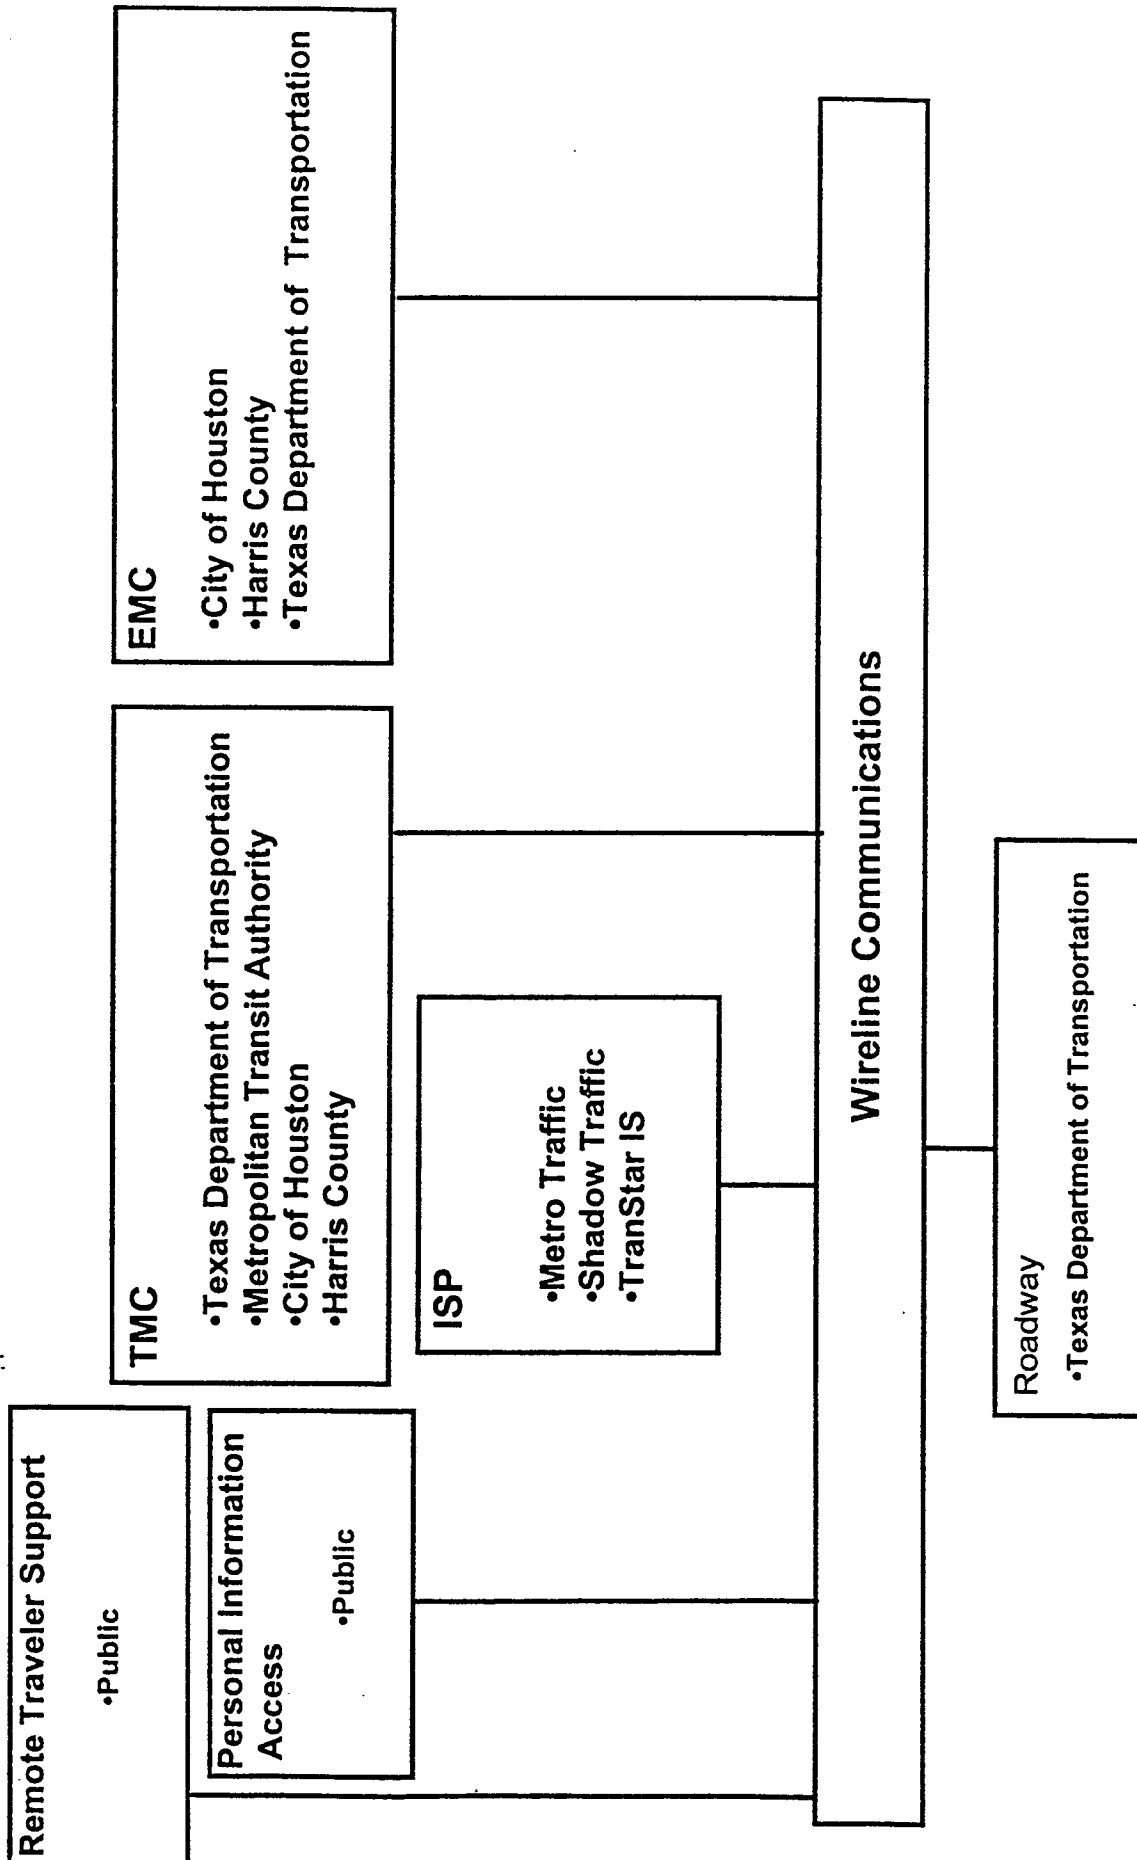 Remote Traveler Support
•Public
Personal Information
Access
•Public
TMC
•Texas Department of Transportation
•Metropolitan Transit Authority
•City of Houston
•Harris County
EMC
•City of Houston
•Harris County
•Texas Department of Transportation
ISP
•Metro Traffic
•Shadow Traffic
•TranStar IS
Wireline Communications
Roadway
•Texas Department of Transportation